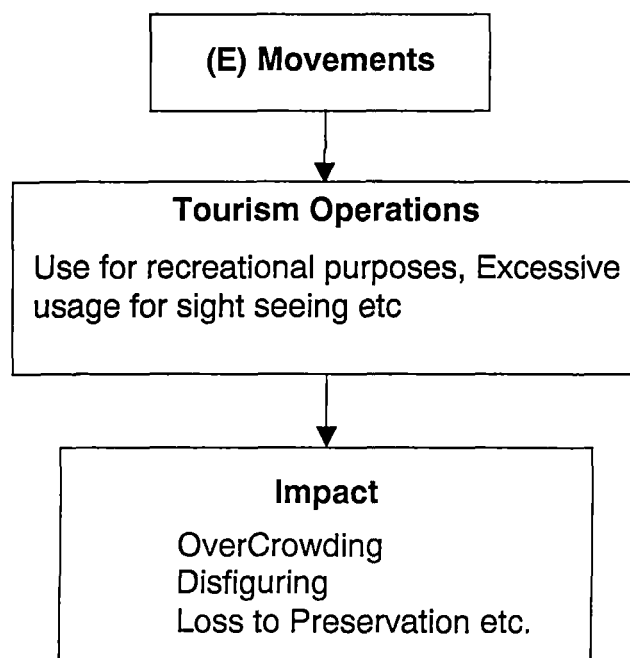 (E) Movements
Tourism Operations
Use for recreational purposes, Excessive
usage for sight seeing etc
Impact
OverCrowding
Disfiguring
Loss to Preservation etc.